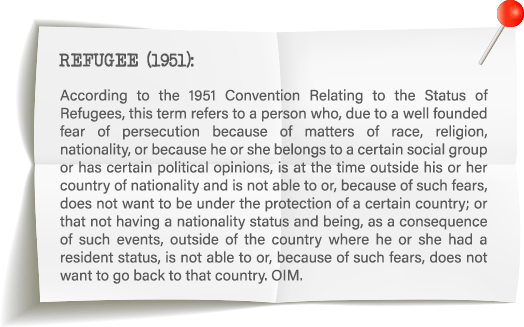 REFUGEE (1951):
According to the 1951 Convention Relating to the Status of
Refugees, this term refers to a person who, due to a well founded
fear of persecution because of matters of race, religion,
nationality, or because he or she belongs to a certain social group
or has certain political opinions, is at the time outside his or her
country of nationality and is not able to or, because of such fears,
does not want to be under the protection of a certain country; or
that not having a nationality status and being, as a consequence
of such events, outside of the country where he or she had a
resident status, is not able to or, because of such fears, does not
want to go back to that country. OIM.